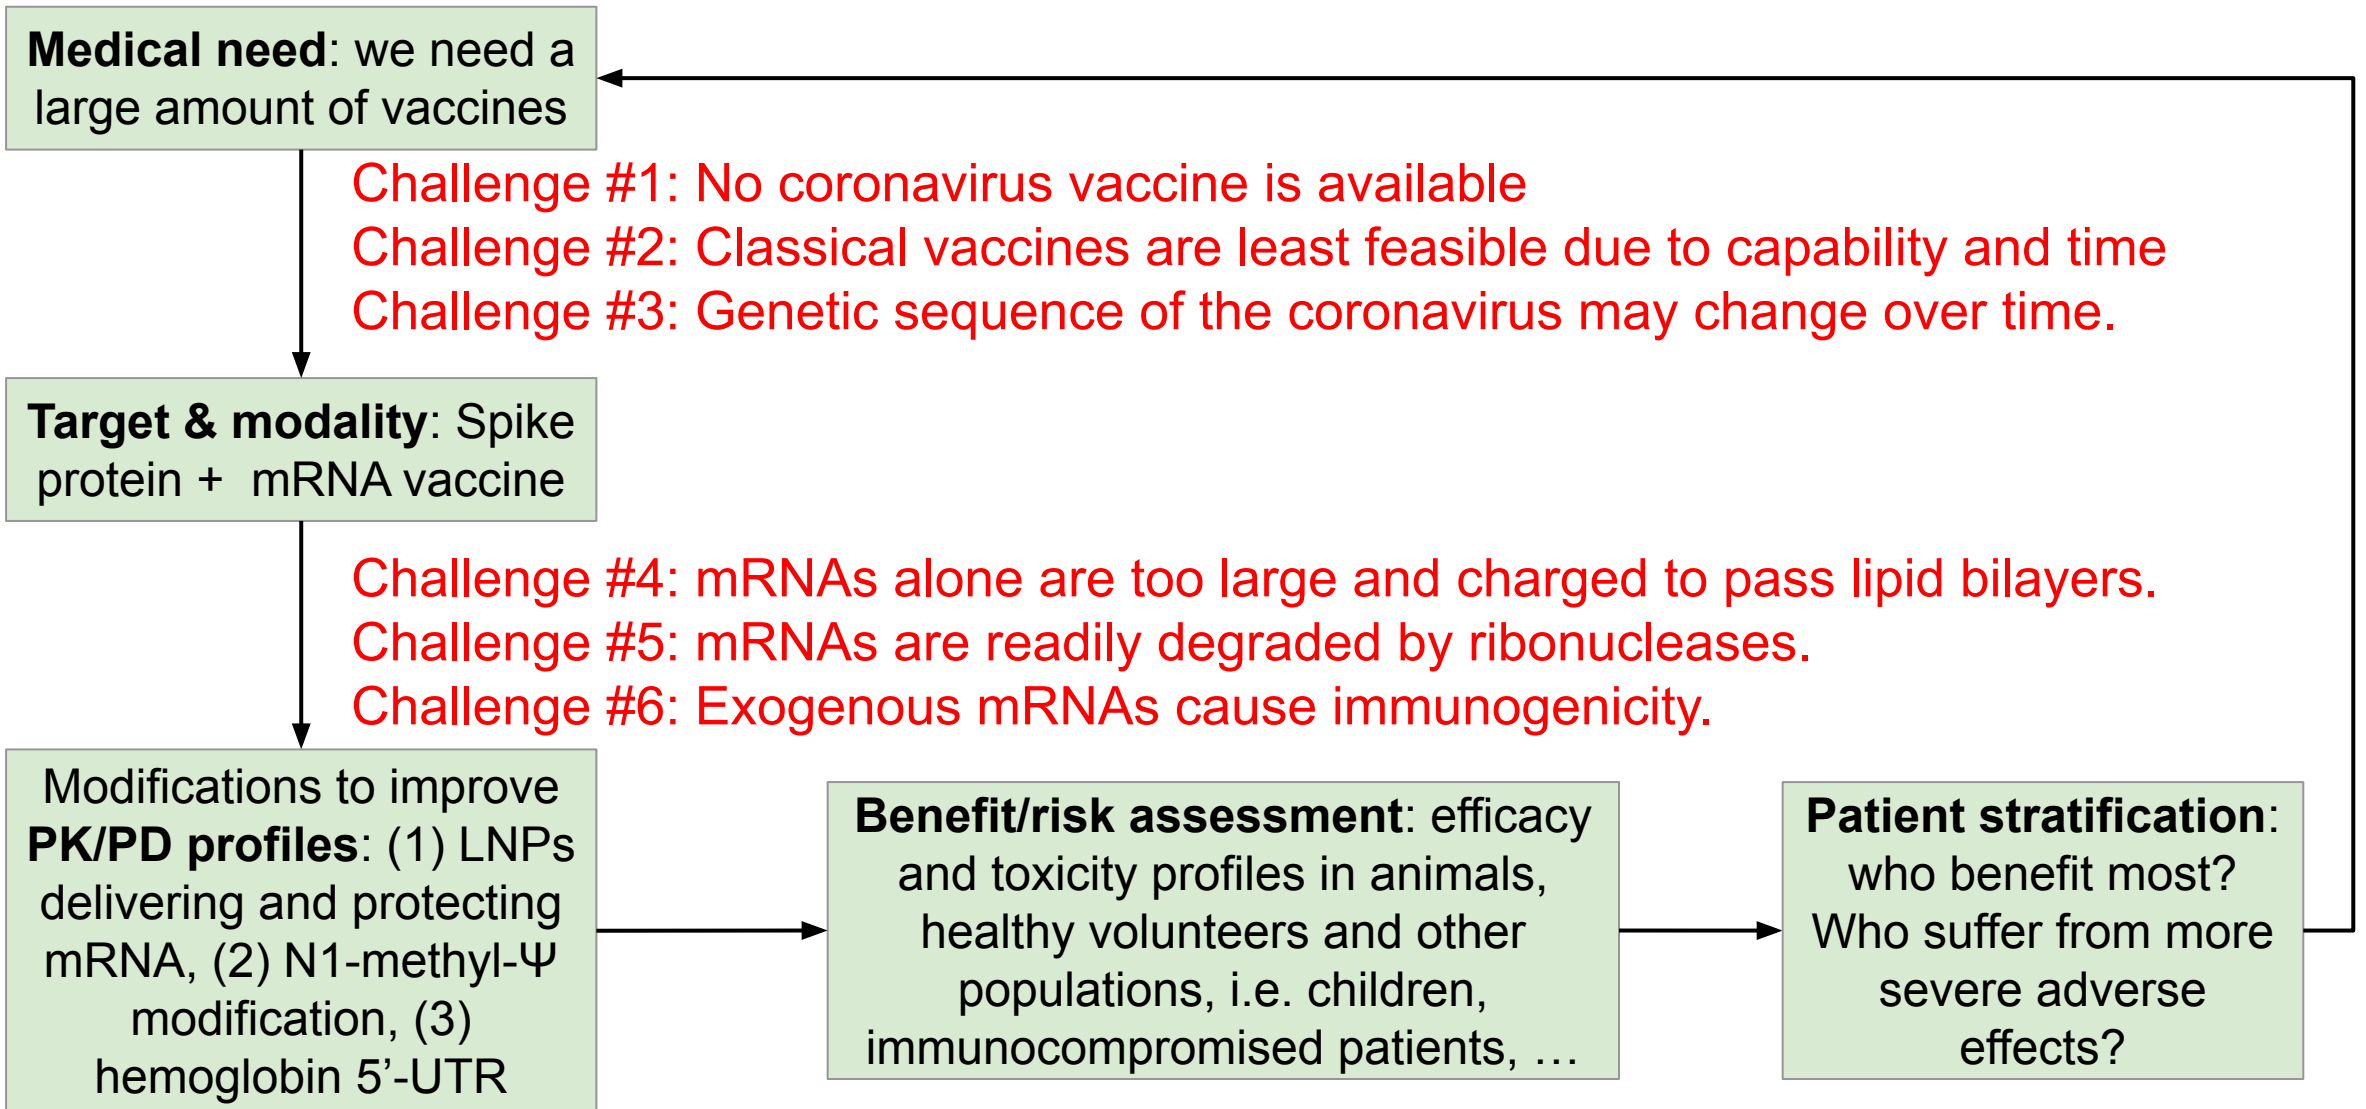 Medical need: we need a
large amount of vaccines
Challenge #1: No coronavirus vaccine is available
Challenge #2: Classical vaccines are least feasible due to capability and time
Challenge #3: Genetic sequence of the coronavirus may change over time.
Target & modality: Spike
protein + mRNA vaccine
Challenge #4: mRNAs alone are too large and charged to pass lipid bilayers.
Challenge #5: mRNAs are readily degraded by ribonucleases.
Challenge #6: Exogenous mRNAs cause immunogenicity.
Modifications to improve
PK/PD profiles: (1) LNPs
delivering and protecting
mRNA, (2) N1-methyl-Ψ
modification, (3)
hemoglobin 5’-UTR
Benefit/risk assessment: efficacy
and toxicity profiles in animals,
healthy volunteers and other
populations, i.e. children,
immunocompromised patients, …
Patient stratification:
who benefit most?
Who suffer from more
severe adverse
effects?